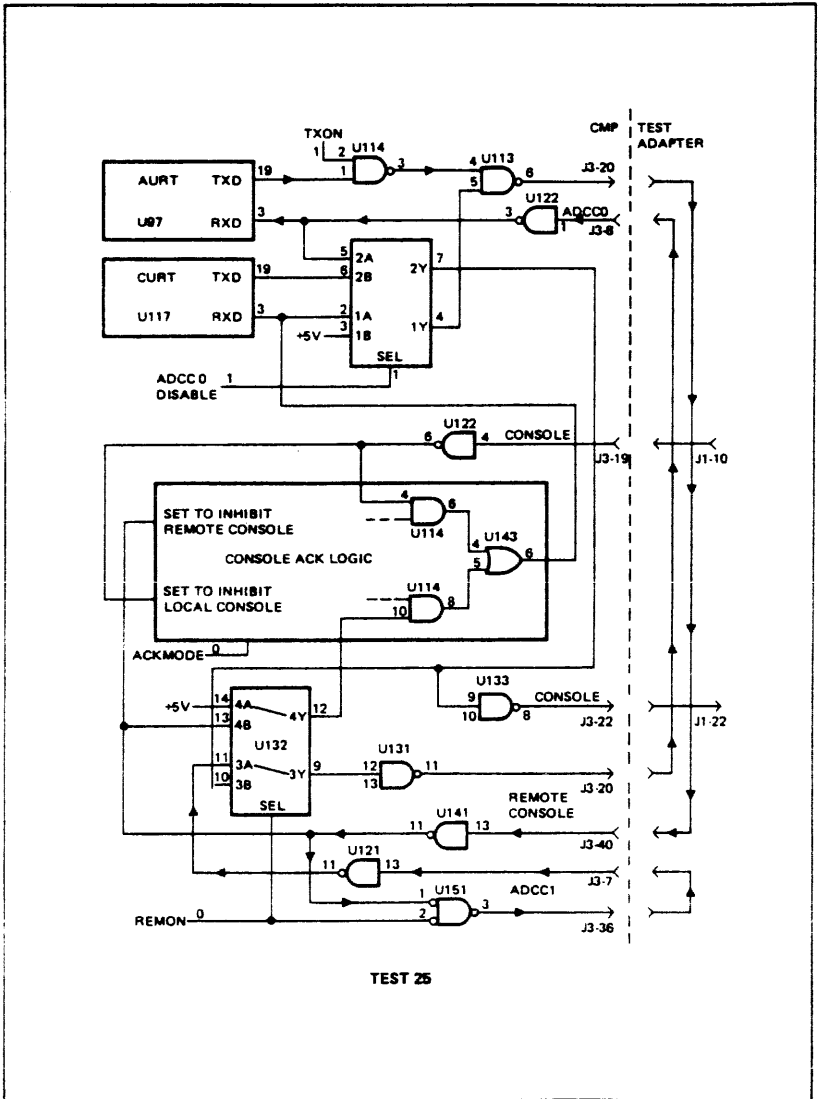 CMP TEST ADAPTER
TXON
1 2 U114
1 3 4 U113
5 6 J3-20
AURT TXD 19
U97 RXD 3
3 U122 ADCC0
1 J3-8
CURT TXD 19
U117 RXD 3
5 2A 2Y 7
6 2B
2 1A 1Y 4
+5V 3 1B
SEL
1
ADCC0 1
DISABLE
U122
6 4 CONSOLE
J3-19 J1-10
SET TO INHIBIT
REMOTE CONSOLE
4 6
U114
CONSOLE ACK LOGIC
4 U143
5 6
U114
SET TO INHIBIT
LOCAL CONSOLE
10 8
ACKMODE 0
U133
9 CONSOLE
10 8
J3-22 J1-22
+5V 14 4A 4Y 12
13 4B
U132
11 3A 3Y 9
10 3B
SEL
U131
12 11
13
J3-20
REMOTE
CONSOLE
U141
11 13
J3-40
U121
11 13
J3-7
U151
1 ADCC1
2 3
J3-36
REMON 0
TEST 25